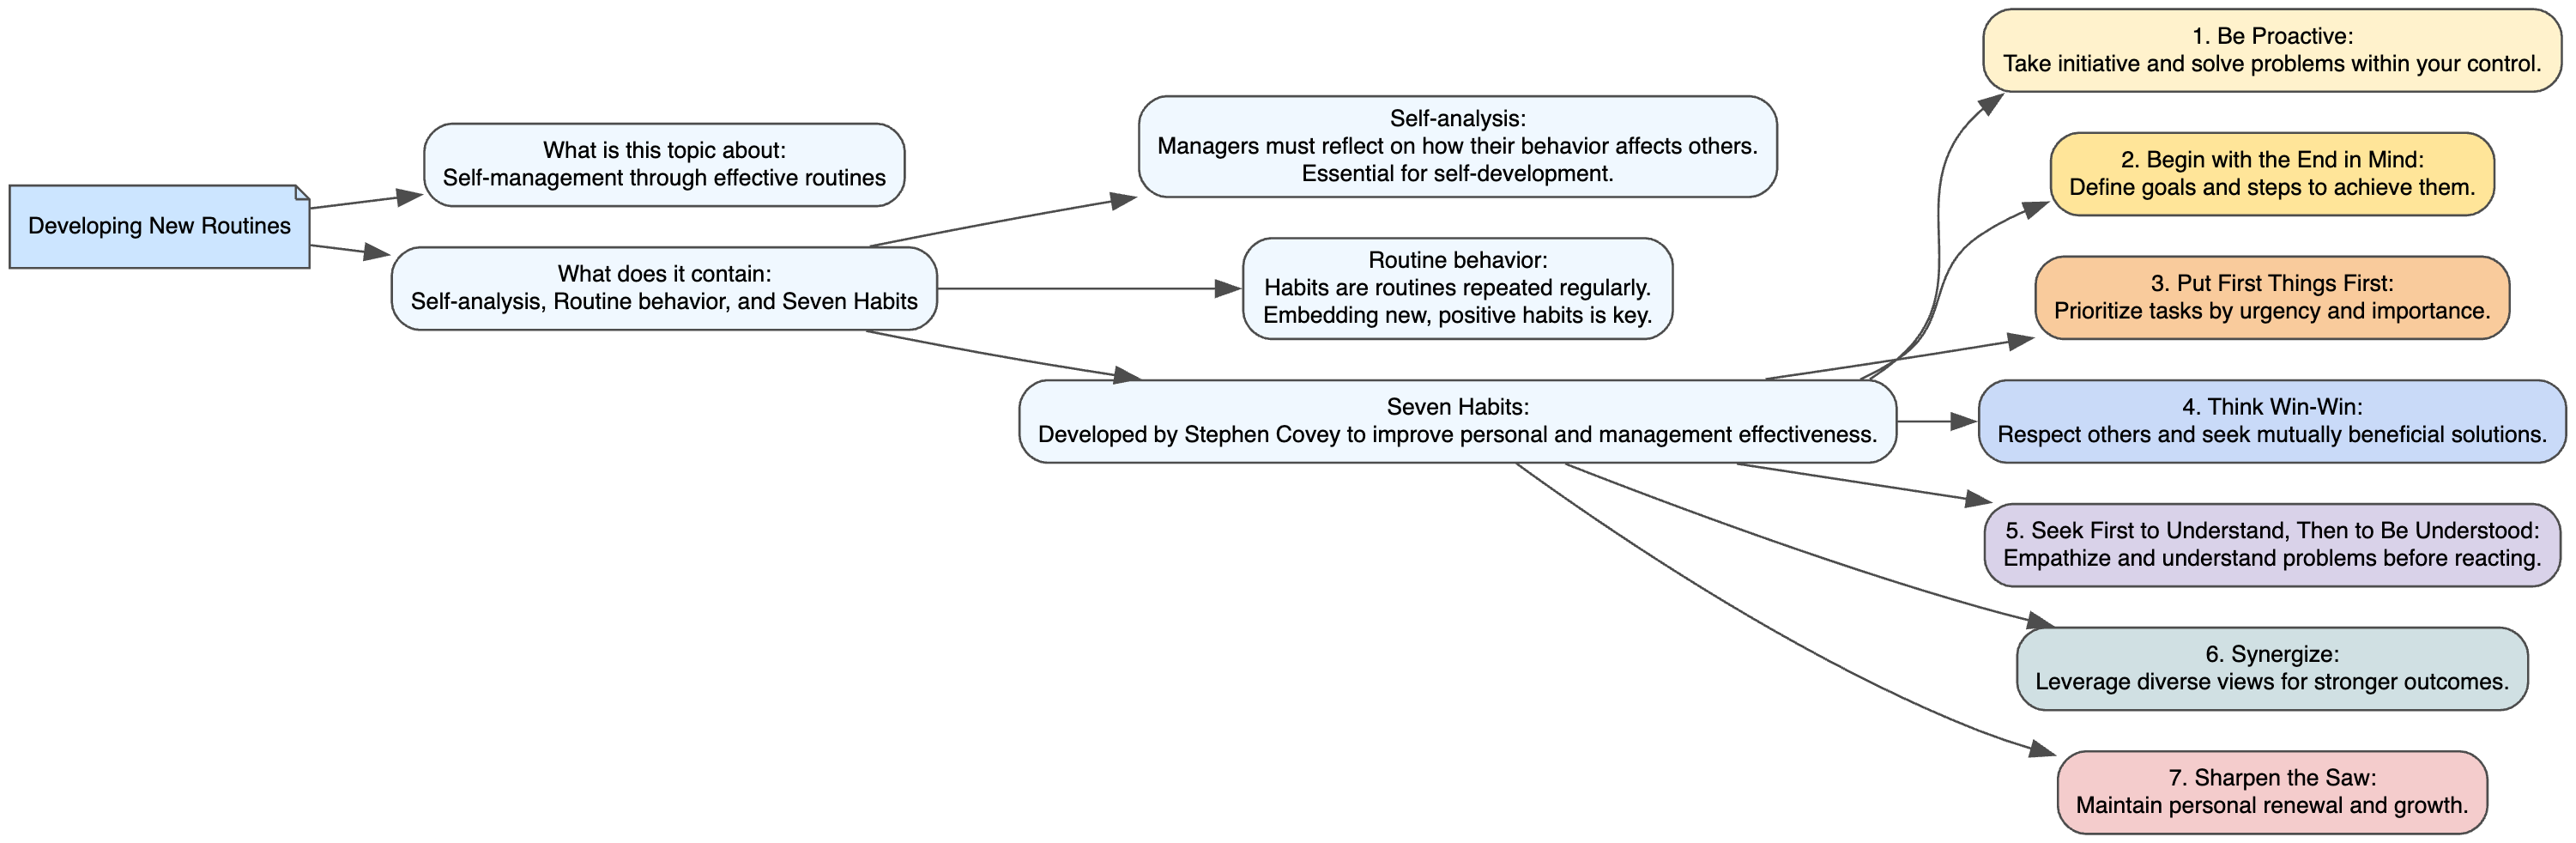 Developing New Routines
What is this topic about:
Self-management through effective routines
What does it contain:
Self-analysis, Routine behavior, and Seven Habits
Self-analysis:
Managers must reflect on how their behavior affects others.
Essential for self-development.
Routine behavior:
Habits are routines repeated regularly.
Embedding new, positive habits is key.
Seven Habits:
Developed by Stephen Covey to improve personal and management effectiveness.
1. Be Proactive:
Take initiative and solve problems within your control.
2. Begin with the End in Mind:
Define goals and steps to achieve them.
3. Put First Things First:
Prioritize tasks by urgency and importance.
4. Think Win-Win:
Respect others and seek mutually beneficial solutions.
5. Seek First to Understand, Then to Be Understood:
Empathize and understand problems before reacting.
6. Synergize:
Leverage diverse views for stronger outcomes.
7. Sharpen the Saw:
Maintain personal renewal and growth.